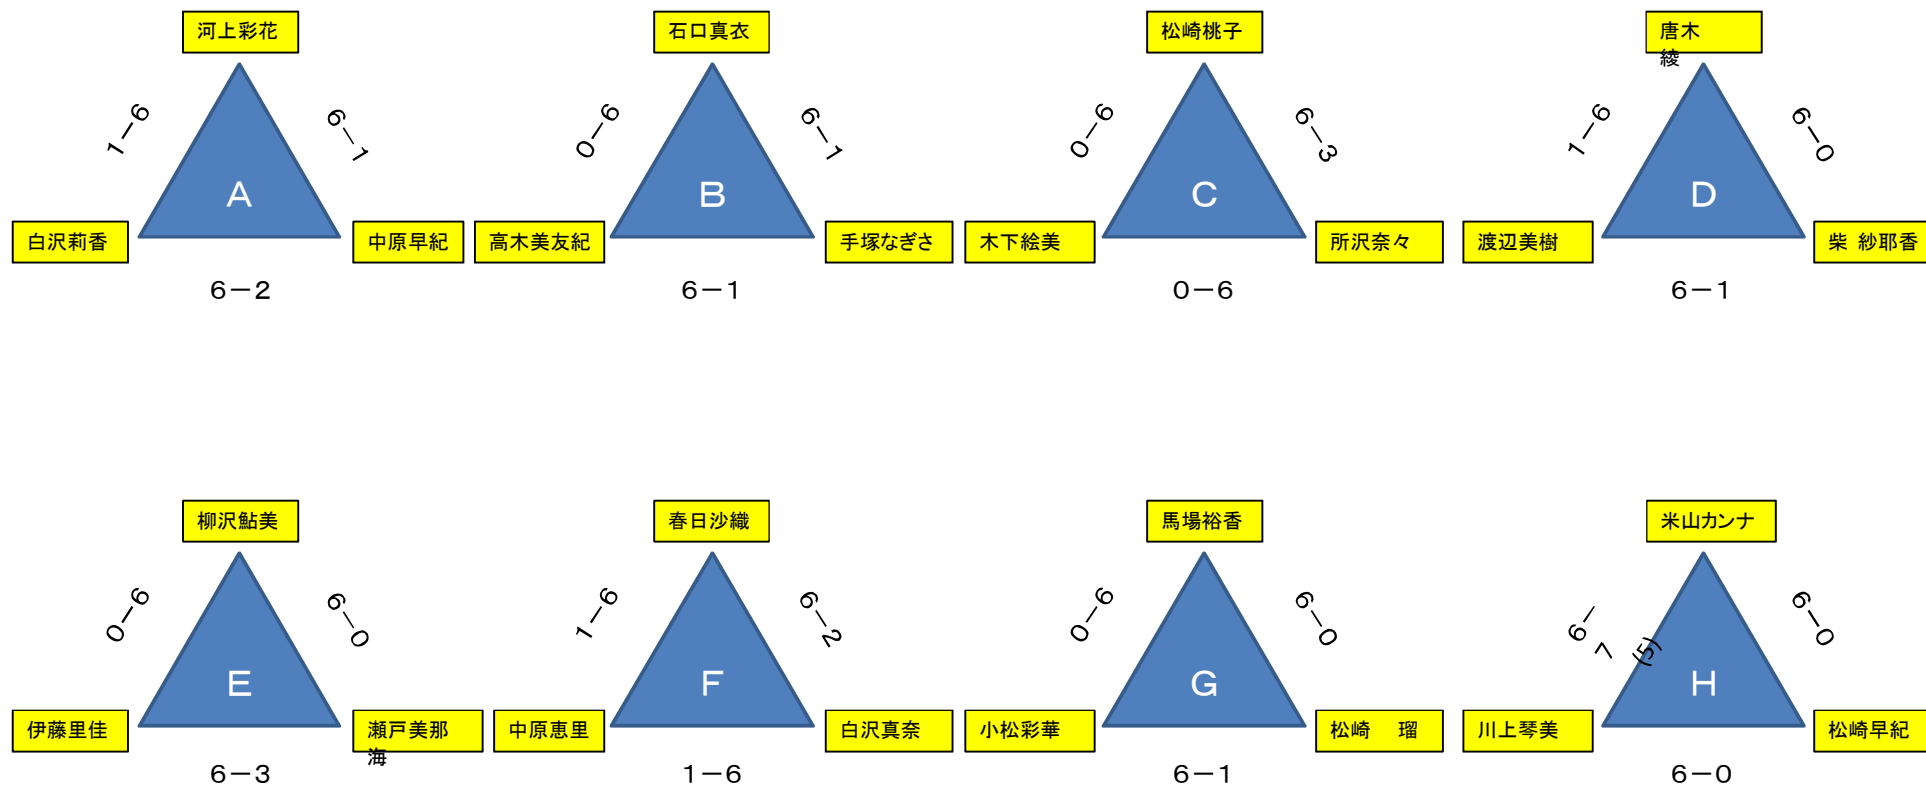 河上彩花
石口真衣
松崎桃子
唐木
綾
1－6
6－1
0－6
6－1
0－6
6－3
1－6
6－0
A
B
C
D
白沢莉香
中原早紀
高木美友紀
手塚なぎさ
木下絵美
所沢奈々
渡辺美樹
柴 紗耶香
6－2
6－1
0－6
6－1
柳沢鮎美
春日沙織
馬場裕香
米山カンナ
0－6
6－0
1－6
6－2
0－6
6－0
6－
7 (5)
6－0
E
F
G
H
伊藤里佳
瀬戸美那
海
中原恵里
白沢真奈
小松彩華
松崎　瑠
川上琴美
松崎早紀
6－3
1－6
6－1
6－0